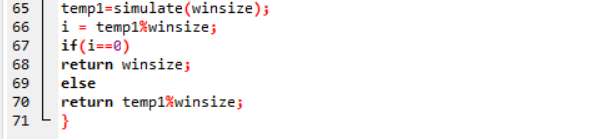 65 temp1=simulate(winsize);
66 i = temp1%winsize;
67 if(i==0)
68 return winsize;
69 else
70 return temp1%winsize;
71 }